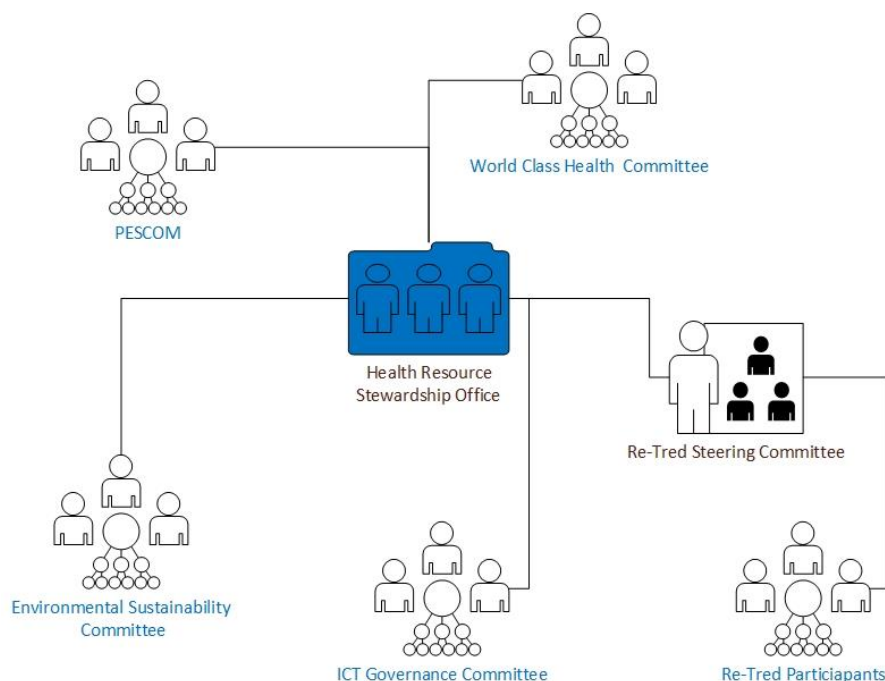 World Class Health Committee
PESCOM
Health Resource
Stewardship Office
Re-Tred Steering Committee
Environmental Sustainability
Committee
ICT Governance Committee
Re-Tred Particiapants